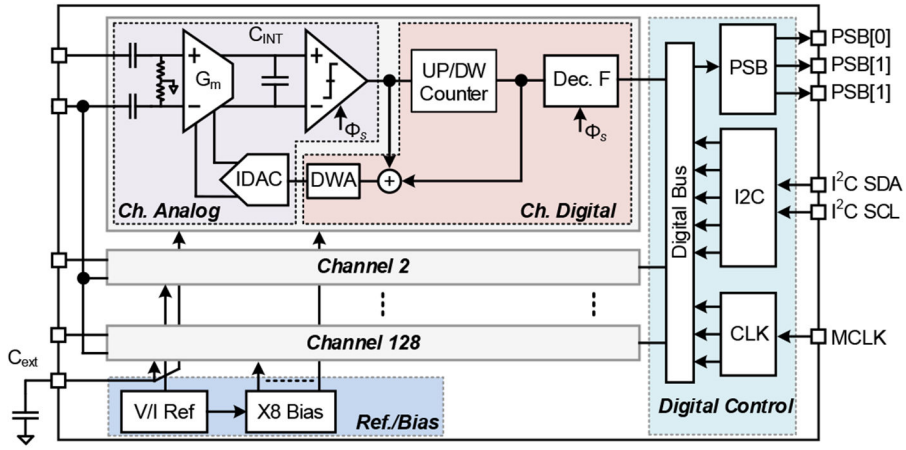 C_INT
G_m
+
−
+
−
Φ_s
IDAC
Ch. Analog
UP/DW
Counter
Dec. F
Φ_s
DWA
+
Ch. Digital
Channel 2
Channel 128
C_ext
V/I Ref
X8 Bias
Ref./Bias
Digital Bus
PSB
I2C
CLK
Digital Control
PSB[0]
PSB[1]
PSB[1]
I²C SDA
I²C SCL
MCLK